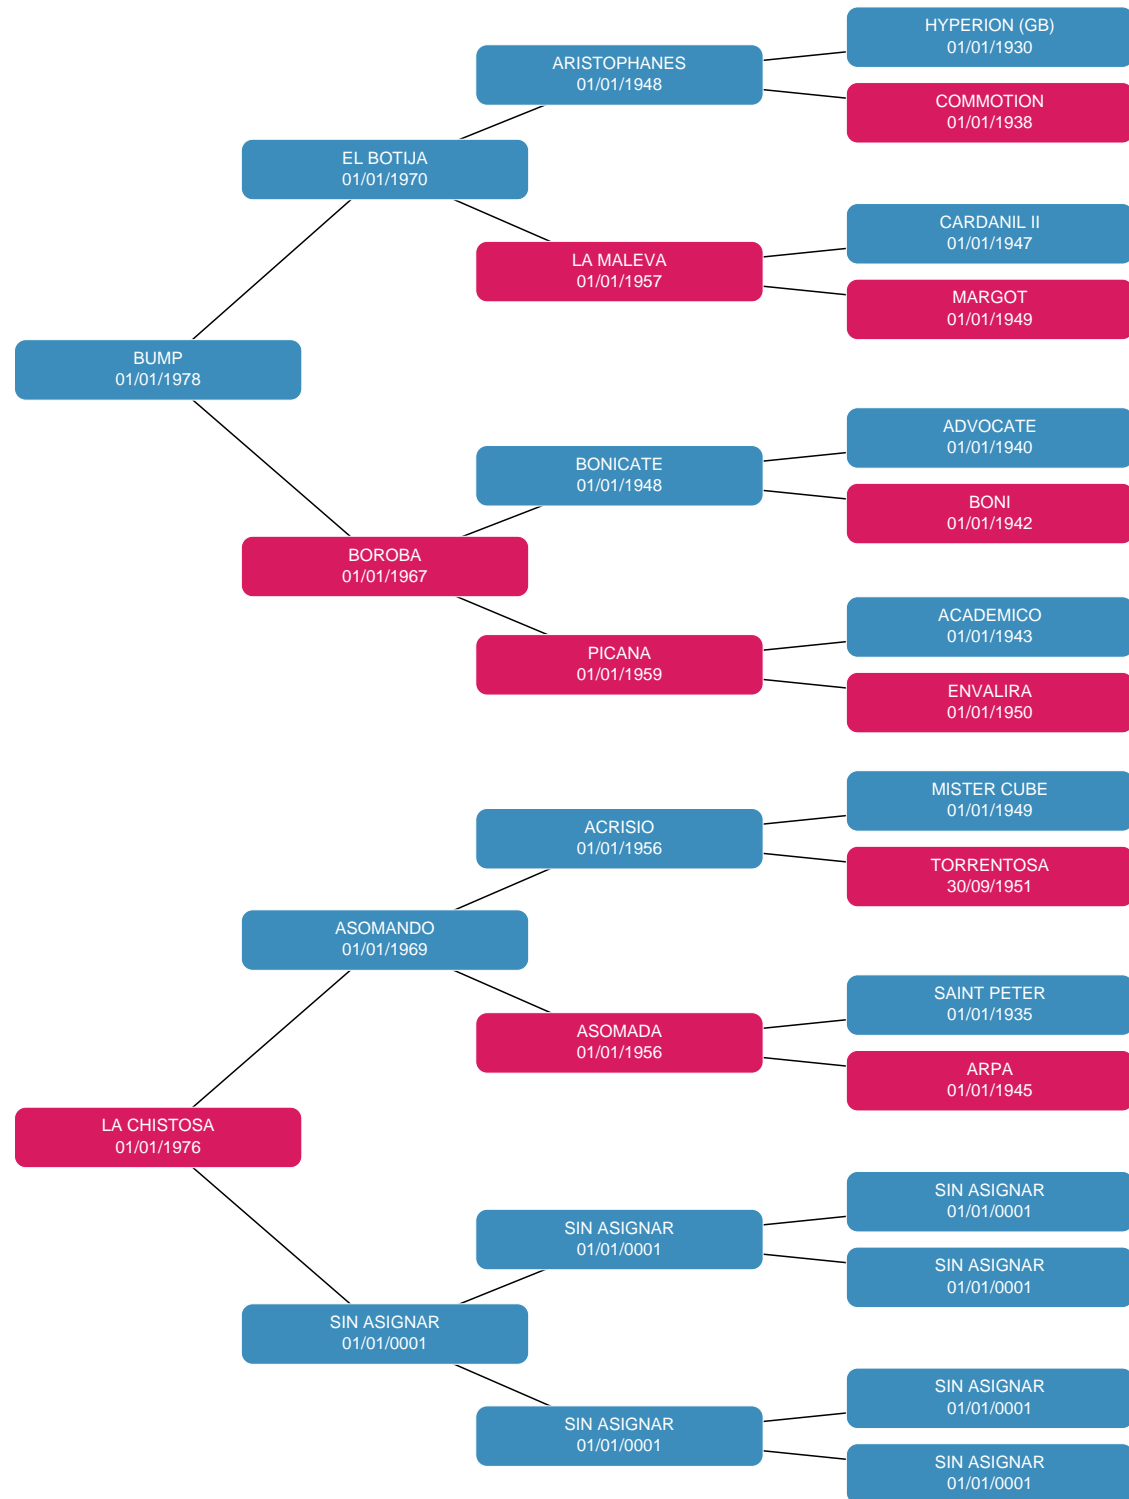 HYPERION (GB)
01/01/1930
ARISTOPHANES
01/01/1948
COMMOTION
01/01/1938
EL BOTIJA
01/01/1970
CARDANIL II
01/01/1947
LA MALEVA
01/01/1957
MARGOT
01/01/1949
BUMP
01/01/1978
ADVOCATE
01/01/1940
BONICATE
01/01/1948
BONI
01/01/1942
BOROBA
01/01/1967
ACADEMICO
01/01/1943
PICANA
01/01/1959
ENVALIRA
01/01/1950
MISTER CUBE
01/01/1949
ACRISIO
01/01/1956
TORRENTOSA
30/09/1951
ASOMANDO
01/01/1969
SAINT PETER
01/01/1935
ASOMADA
01/01/1956
ARPA
01/01/1945
LA CHISTOSA
01/01/1976
SIN ASIGNAR
01/01/0001
SIN ASIGNAR
01/01/0001
SIN ASIGNAR
01/01/0001
SIN ASIGNAR
01/01/0001
SIN ASIGNAR
01/01/0001
SIN ASIGNAR
01/01/0001
SIN ASIGNAR
01/01/0001